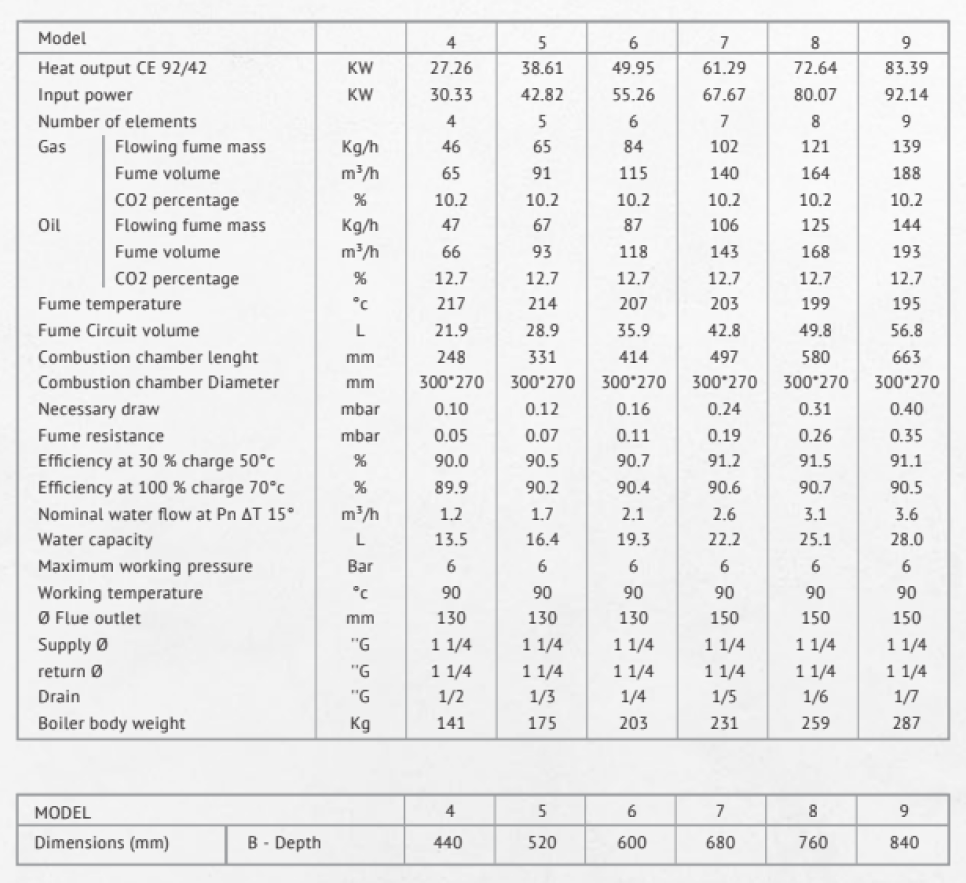 Model 4 5 6 7 8 9
Heat output CE 92/42 KW 27.26 38.61 49.95 61.29 72.64 83.39
Input power KW 30.33 42.82 55.26 67.67 80.07 92.14
Number of elements 4 5 6 7 8 9
Gas Flowing fume mass Kg/h 46 65 84 102 121 139
Fume volume m³/h 65 91 115 140 164 188
CO2 percentage % 10.2 10.2 10.2 10.2 10.2 10.2
Oil Flowing fume mass Kg/h 47 67 87 106 125 144
Fume volume m³/h 66 93 118 143 168 193
CO2 percentage % 12.7 12.7 12.7 12.7 12.7 12.7
Fume temperature °c 217 214 207 203 199 195
Fume Circuit volume L 21.9 28.9 35.9 42.8 49.8 56.8
Combustion chamber lenght mm 248 331 414 497 580 663
Combustion chamber Diameter mm 300*270 300*270 300*270 300*270 300*270 300*270
Necessary draw mbar 0.10 0.12 0.16 0.24 0.31 0.40
Fume resistance mbar 0.05 0.07 0.11 0.19 0.26 0.35
Efficiency at 30 % charge 50°c % 90.0 90.5 90.7 91.2 91.5 91.1
Efficiency at 100 % charge 70°c % 89.9 90.2 90.4 90.6 90.7 90.5
Nominal water flow at Pn ΔT 15° m³/h 1.2 1.7 2.1 2.6 3.1 3.6
Water capacity L 13.5 16.4 19.3 22.2 25.1 28.0
Maximum working pressure Bar 6 6 6 6 6 6
Working temperature °c 90 90 90 90 90 90
Ø Flue outlet mm 130 130 130 150 150 150
Supply Ø "G 1 1/4 1 1/4 1 1/4 1 1/4 1 1/4 1 1/4
return Ø "G 1 1/4 1 1/4 1 1/4 1 1/4 1 1/4 1 1/4
Drain "G 1/2 1/3 1/4 1/5 1/6 1/7
Boiler body weight Kg 141 175 203 231 259 287
MODEL 4 5 6 7 8 9
Dimensions (mm) B - Depth 440 520 600 680 760 840